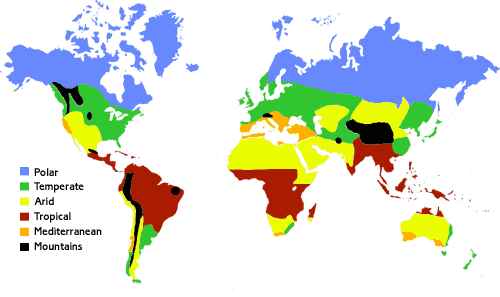 Polar
Temperate
Arid
Tropical
Mediterranean
Mountains